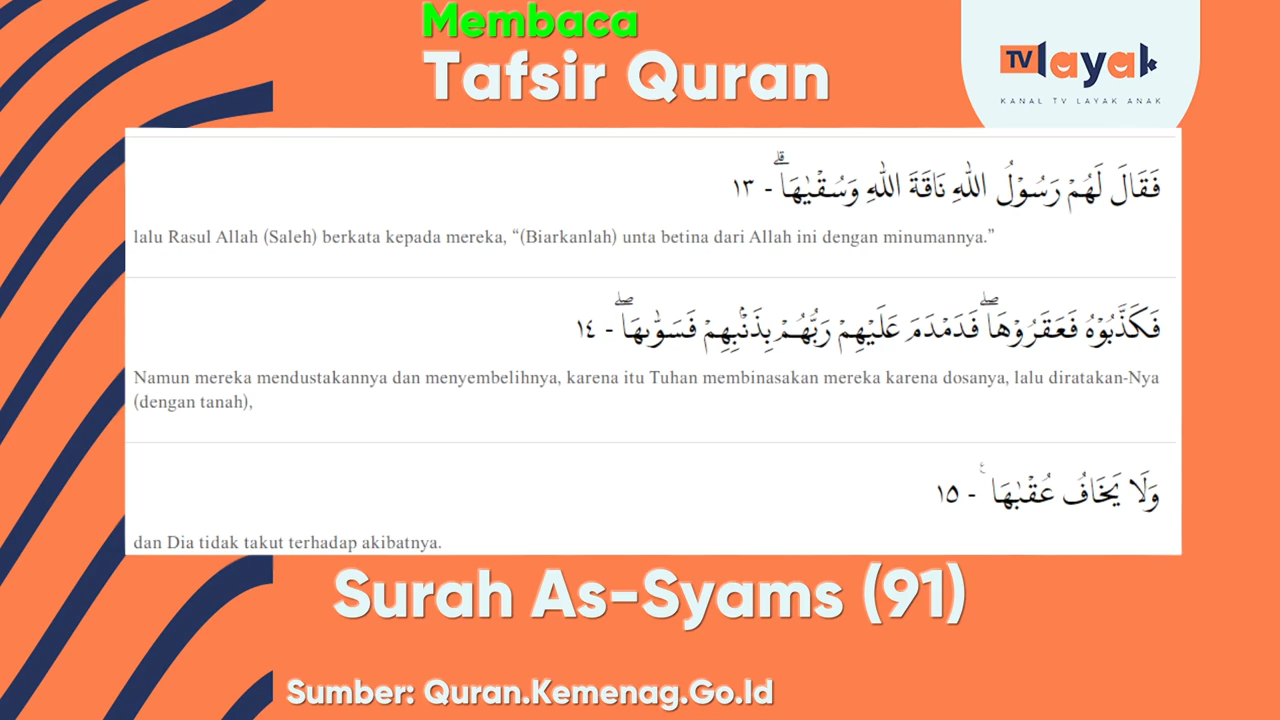 Membaca
Tafsir Quran
TV layak
KANAL TV LAYAK ANAK
فَقَالَ لَهُمْ رَسُوْلُ اللّٰهِ نَاقَةَ اللّٰهِ وَسُقْيٰهَاۗ - ١٣
lalu Rasul Allah (Saleh) berkata kepada mereka, “(Biarkanlah) unta betina dari Allah ini dengan minumannya.”
فَكَذَّبُوْهُ فَعَقَرُوْهَاۖ فَدَمْدَمَ عَلَيْهِمْ رَبُّهُمْ بِذَنْۢبِهِمْ فَسَوّٰىهَاۖ - ١٤
Namun mereka mendustakannya dan menyembelihnya, karena itu Tuhan membinasakan mereka karena dosanya, lalu diratakan-Nya
(dengan tanah),
وَلَا يَخَافُ عُقْبٰهَا ࣖ - ١٥
dan Dia tidak takut terhadap akibatnya.
Surah As-Syams (91)
Sumber: Quran.Kemenag.Go.Id